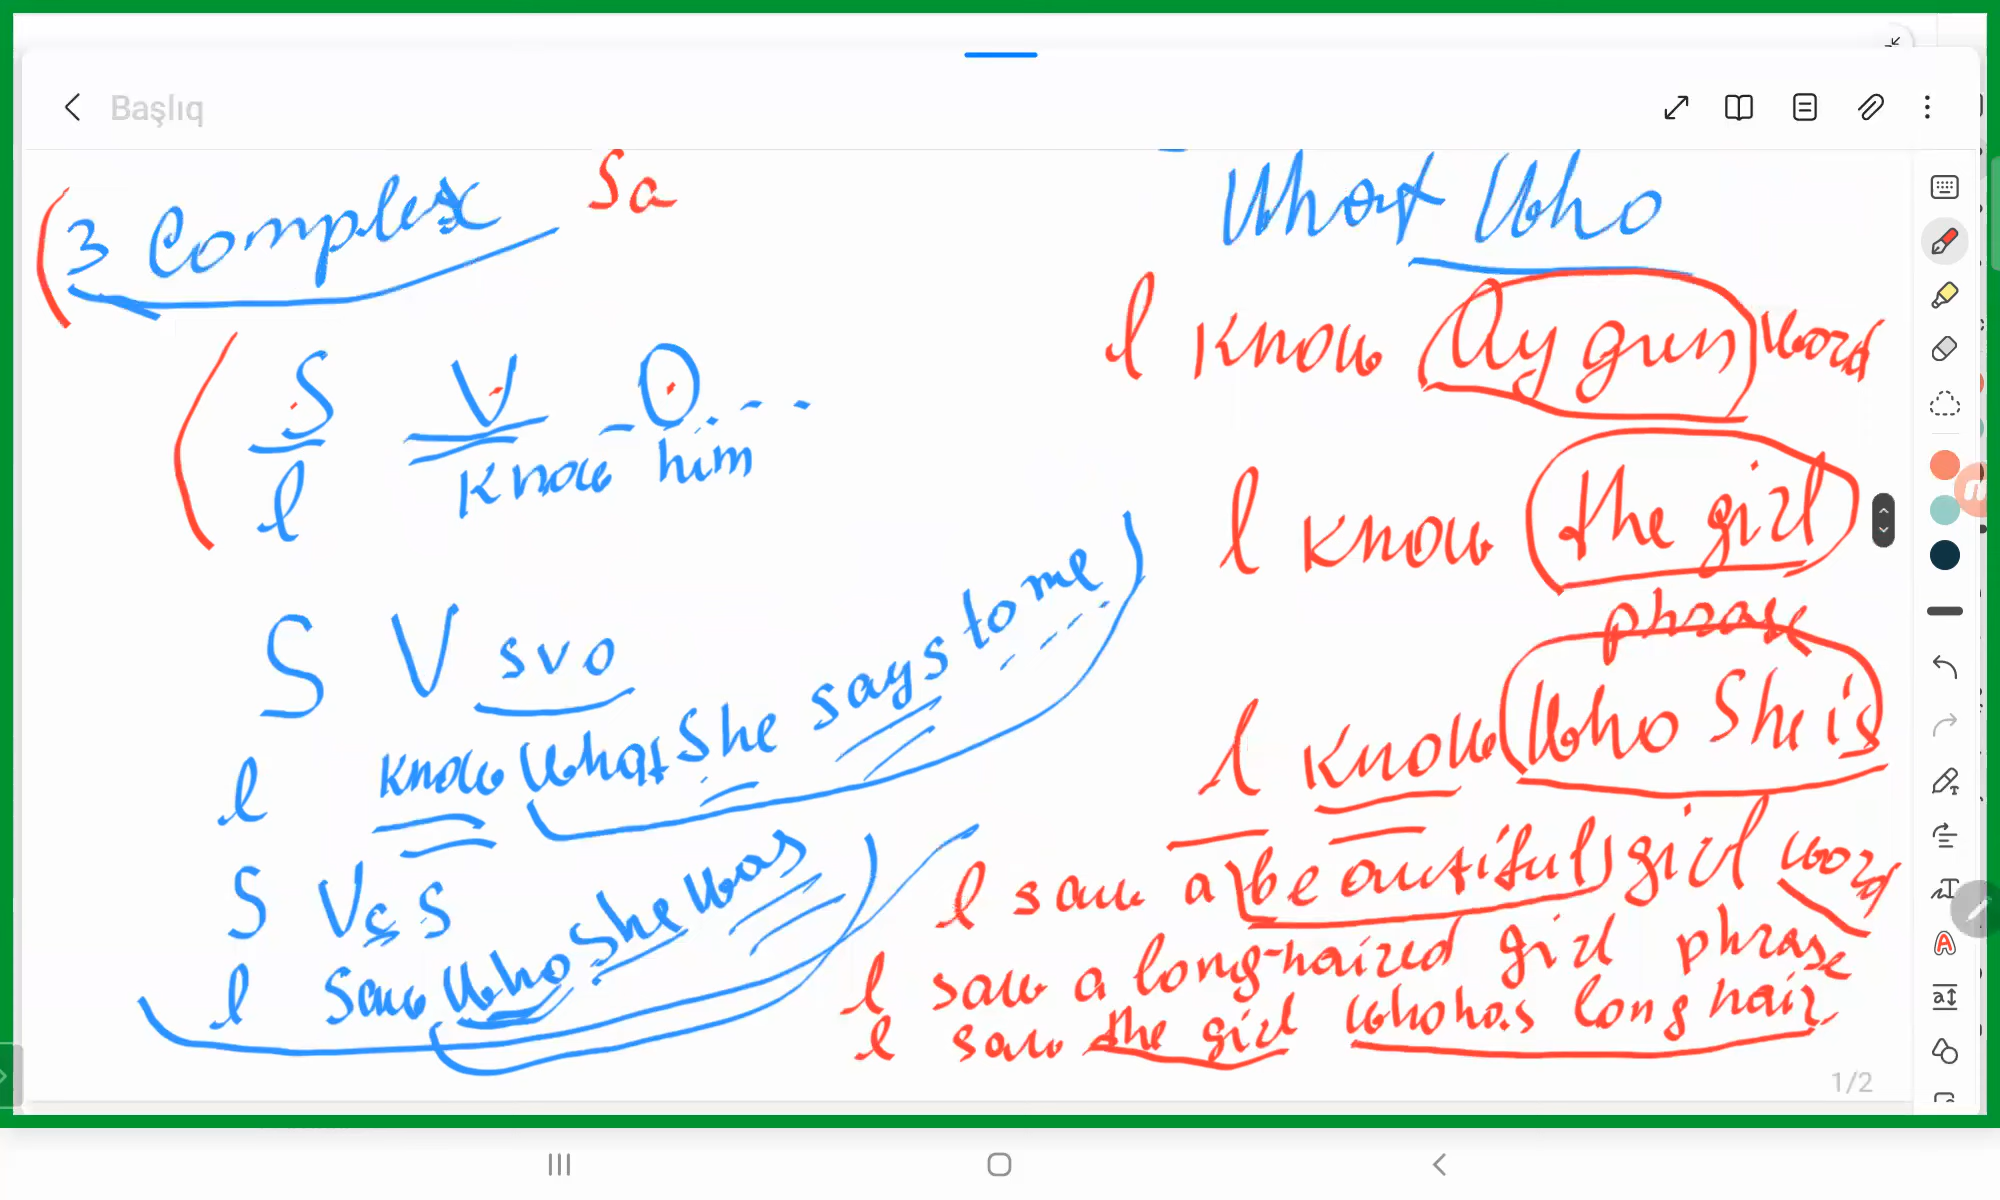 Başlıq
3 Complex Sa
What Who
I know Aygun word
S V O
I know him
I know the girl
phrase
S V svo
I know what she says to me
I know who she is
S V s S
I saw who she was
I saw a beautiful girl word
I saw a long-haired girl phrase
I saw the girl who has long hair
1/2